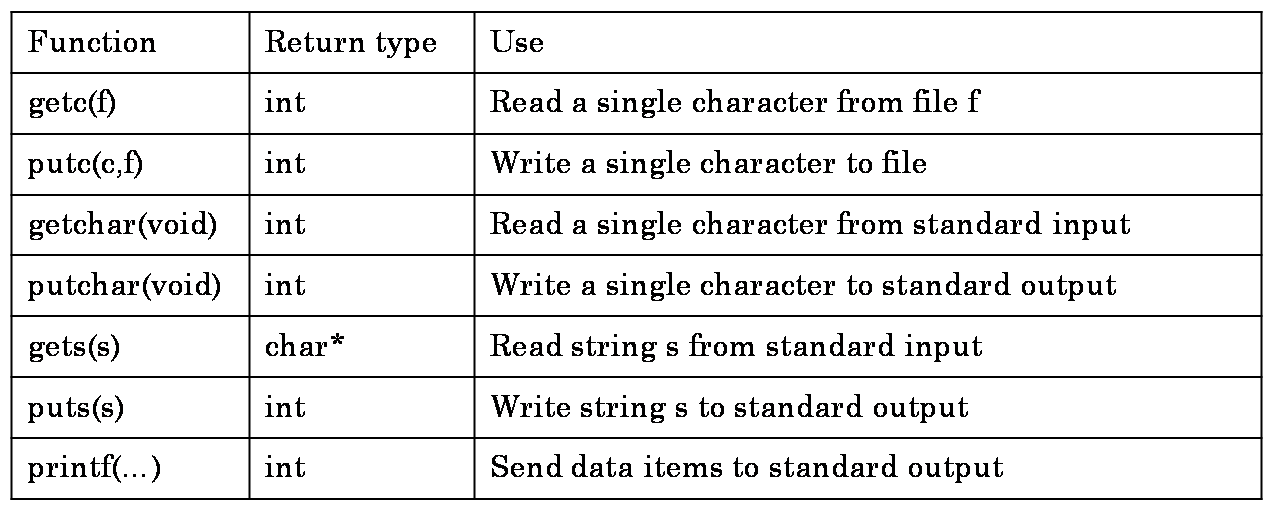 Function Return type Use
getc(f) int Read a single character from file f
putc(c,f) int Write a single character to file
getchar(void) int Read a single character from standard input
putchar(void) int Write a single character to standard output
gets(s) char* Read string s from standard input
puts(s) int Write string s to standard output
printf(...) int Send data items to standard output